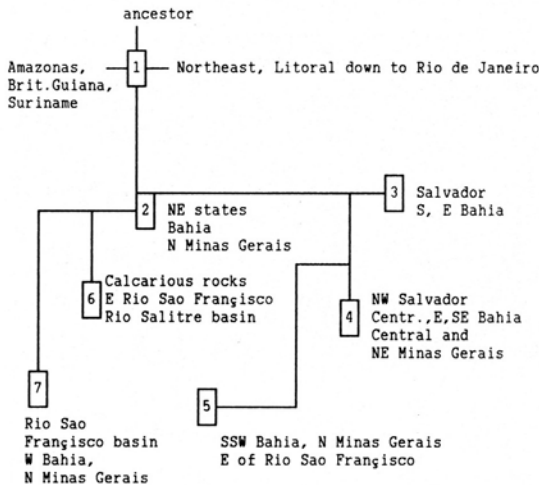 ancestor
1
Amazonas,
Brit.Guiana,
Suriname
Northeast, Litoral down to Rio de Janeiro
2
NE states
Bahia
N Minas Gerais
3
Salvador
S, E Bahia
6
Calcarious rocks
E Rio Sao Françisco
Rio Salitre basin
4
NW Salvador
Centr.,E,SE Bahia
Central and
NE Minas Gerais
7
Rio Sao
Françisco basin
W Bahia,
N Minas Gerais
5
SSW Bahia, N Minas Gerais
E of Rio Sao Françisco